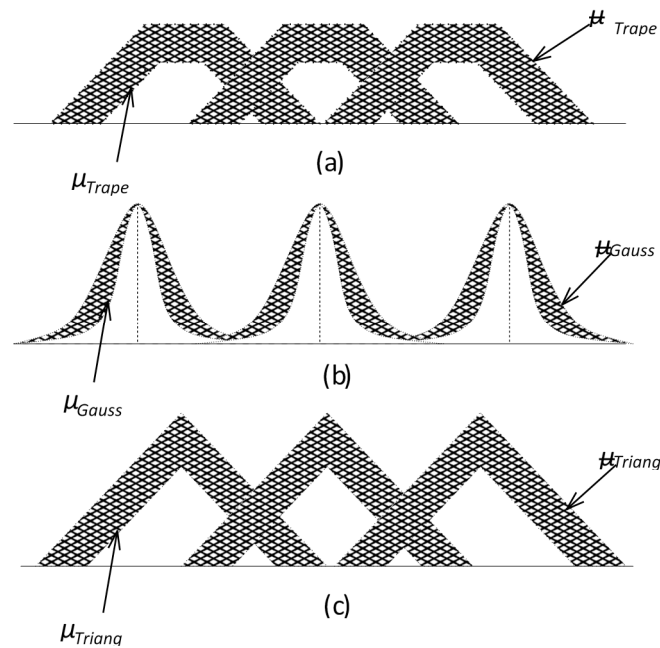 μ Trape
μTrape
(a)
μGauss
μGauss
(b)
μTriang
μTriang
(c)